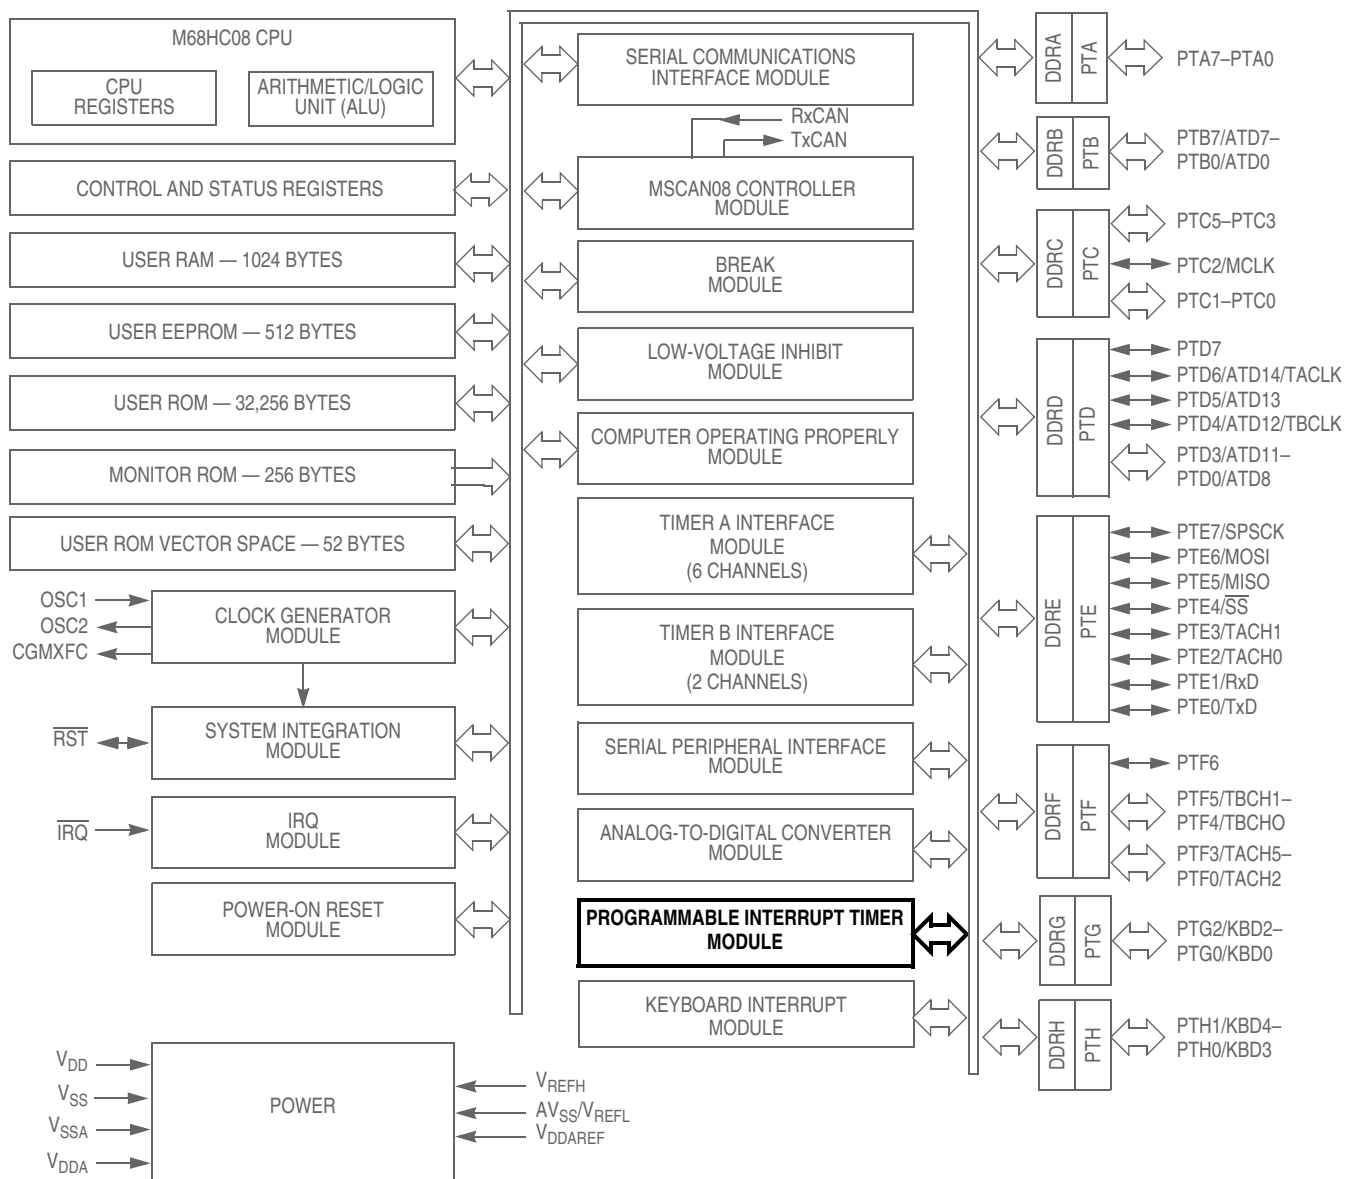 M68HC08 CPU
CPU
REGISTERS
ARITHMETIC/LOGIC
UNIT (ALU)
CONTROL AND STATUS REGISTERS
USER RAM — 1024 BYTES
USER EEPROM — 512 BYTES
USER ROM — 32,256 BYTES
MONITOR ROM — 256 BYTES
USER ROM VECTOR SPACE — 52 BYTES
OSC1
OSC2
CGMXFC
CLOCK GENERATOR
MODULE
RST
SYSTEM INTEGRATION
MODULE
IRQ
IRQ
MODULE
POWER-ON RESET
MODULE
VDD
VSS
VSSA
VDDA
POWER
VREFH
AVSS/VREFL
VDDAREF
SERIAL COMMUNICATIONS
INTERFACE MODULE
RxCAN
TxCAN
MSCAN08 CONTROLLER
MODULE
BREAK
MODULE
LOW-VOLTAGE INHIBIT
MODULE
COMPUTER OPERATING PROPERLY
MODULE
TIMER A INTERFACE
MODULE
(6 CHANNELS)
TIMER B INTERFACE
MODULE
(2 CHANNELS)
SERIAL PERIPHERAL INTERFACE
MODULE
ANALOG-TO-DIGITAL CONVERTER
MODULE
PROGRAMMABLE INTERRUPT TIMER
MODULE
KEYBOARD INTERRUPT
MODULE
DDRA
PTA
PTA7–PTA0
DDRB
PTB
PTB7/ATD7–
PTB0/ATD0
DDRC
PTC
PTC5–PTC3
PTC2/MCLK
PTC1–PTC0
DDRD
PTD
PTD7
PTD6/ATD14/TACLK
PTD5/ATD13
PTD4/ATD12/TBCLK
PTD3/ATD11–
PTD0/ATD8
DDRE
PTE
PTE7/SPSCK
PTE6/MOSI
PTE5/MISO
PTE4/SS
PTE3/TACH1
PTE2/TACH0
PTE1/RxD
PTE0/TxD
DDRF
PTF
PTF6
PTF5/TBCH1–
PTF4/TBCHO
PTF3/TACH5–
PTF0/TACH2
DDRG
PTG
PTG2/KBD2–
PTG0/KBD0
DDRH
PTH
PTH1/KBD4–
PTH0/KBD3